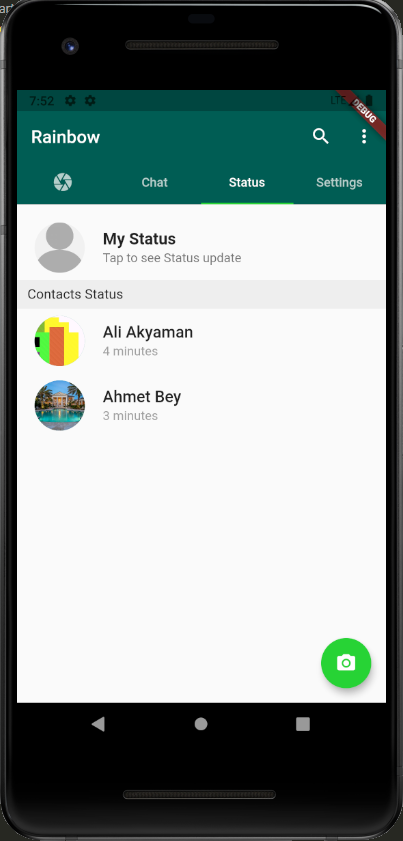 7:52
LTE
DEBUG
Rainbow
Chat
Status
Settings
My Status
Tap to see Status update
Contacts Status
Ali Akyaman
4 minutes
Ahmet Bey
3 minutes